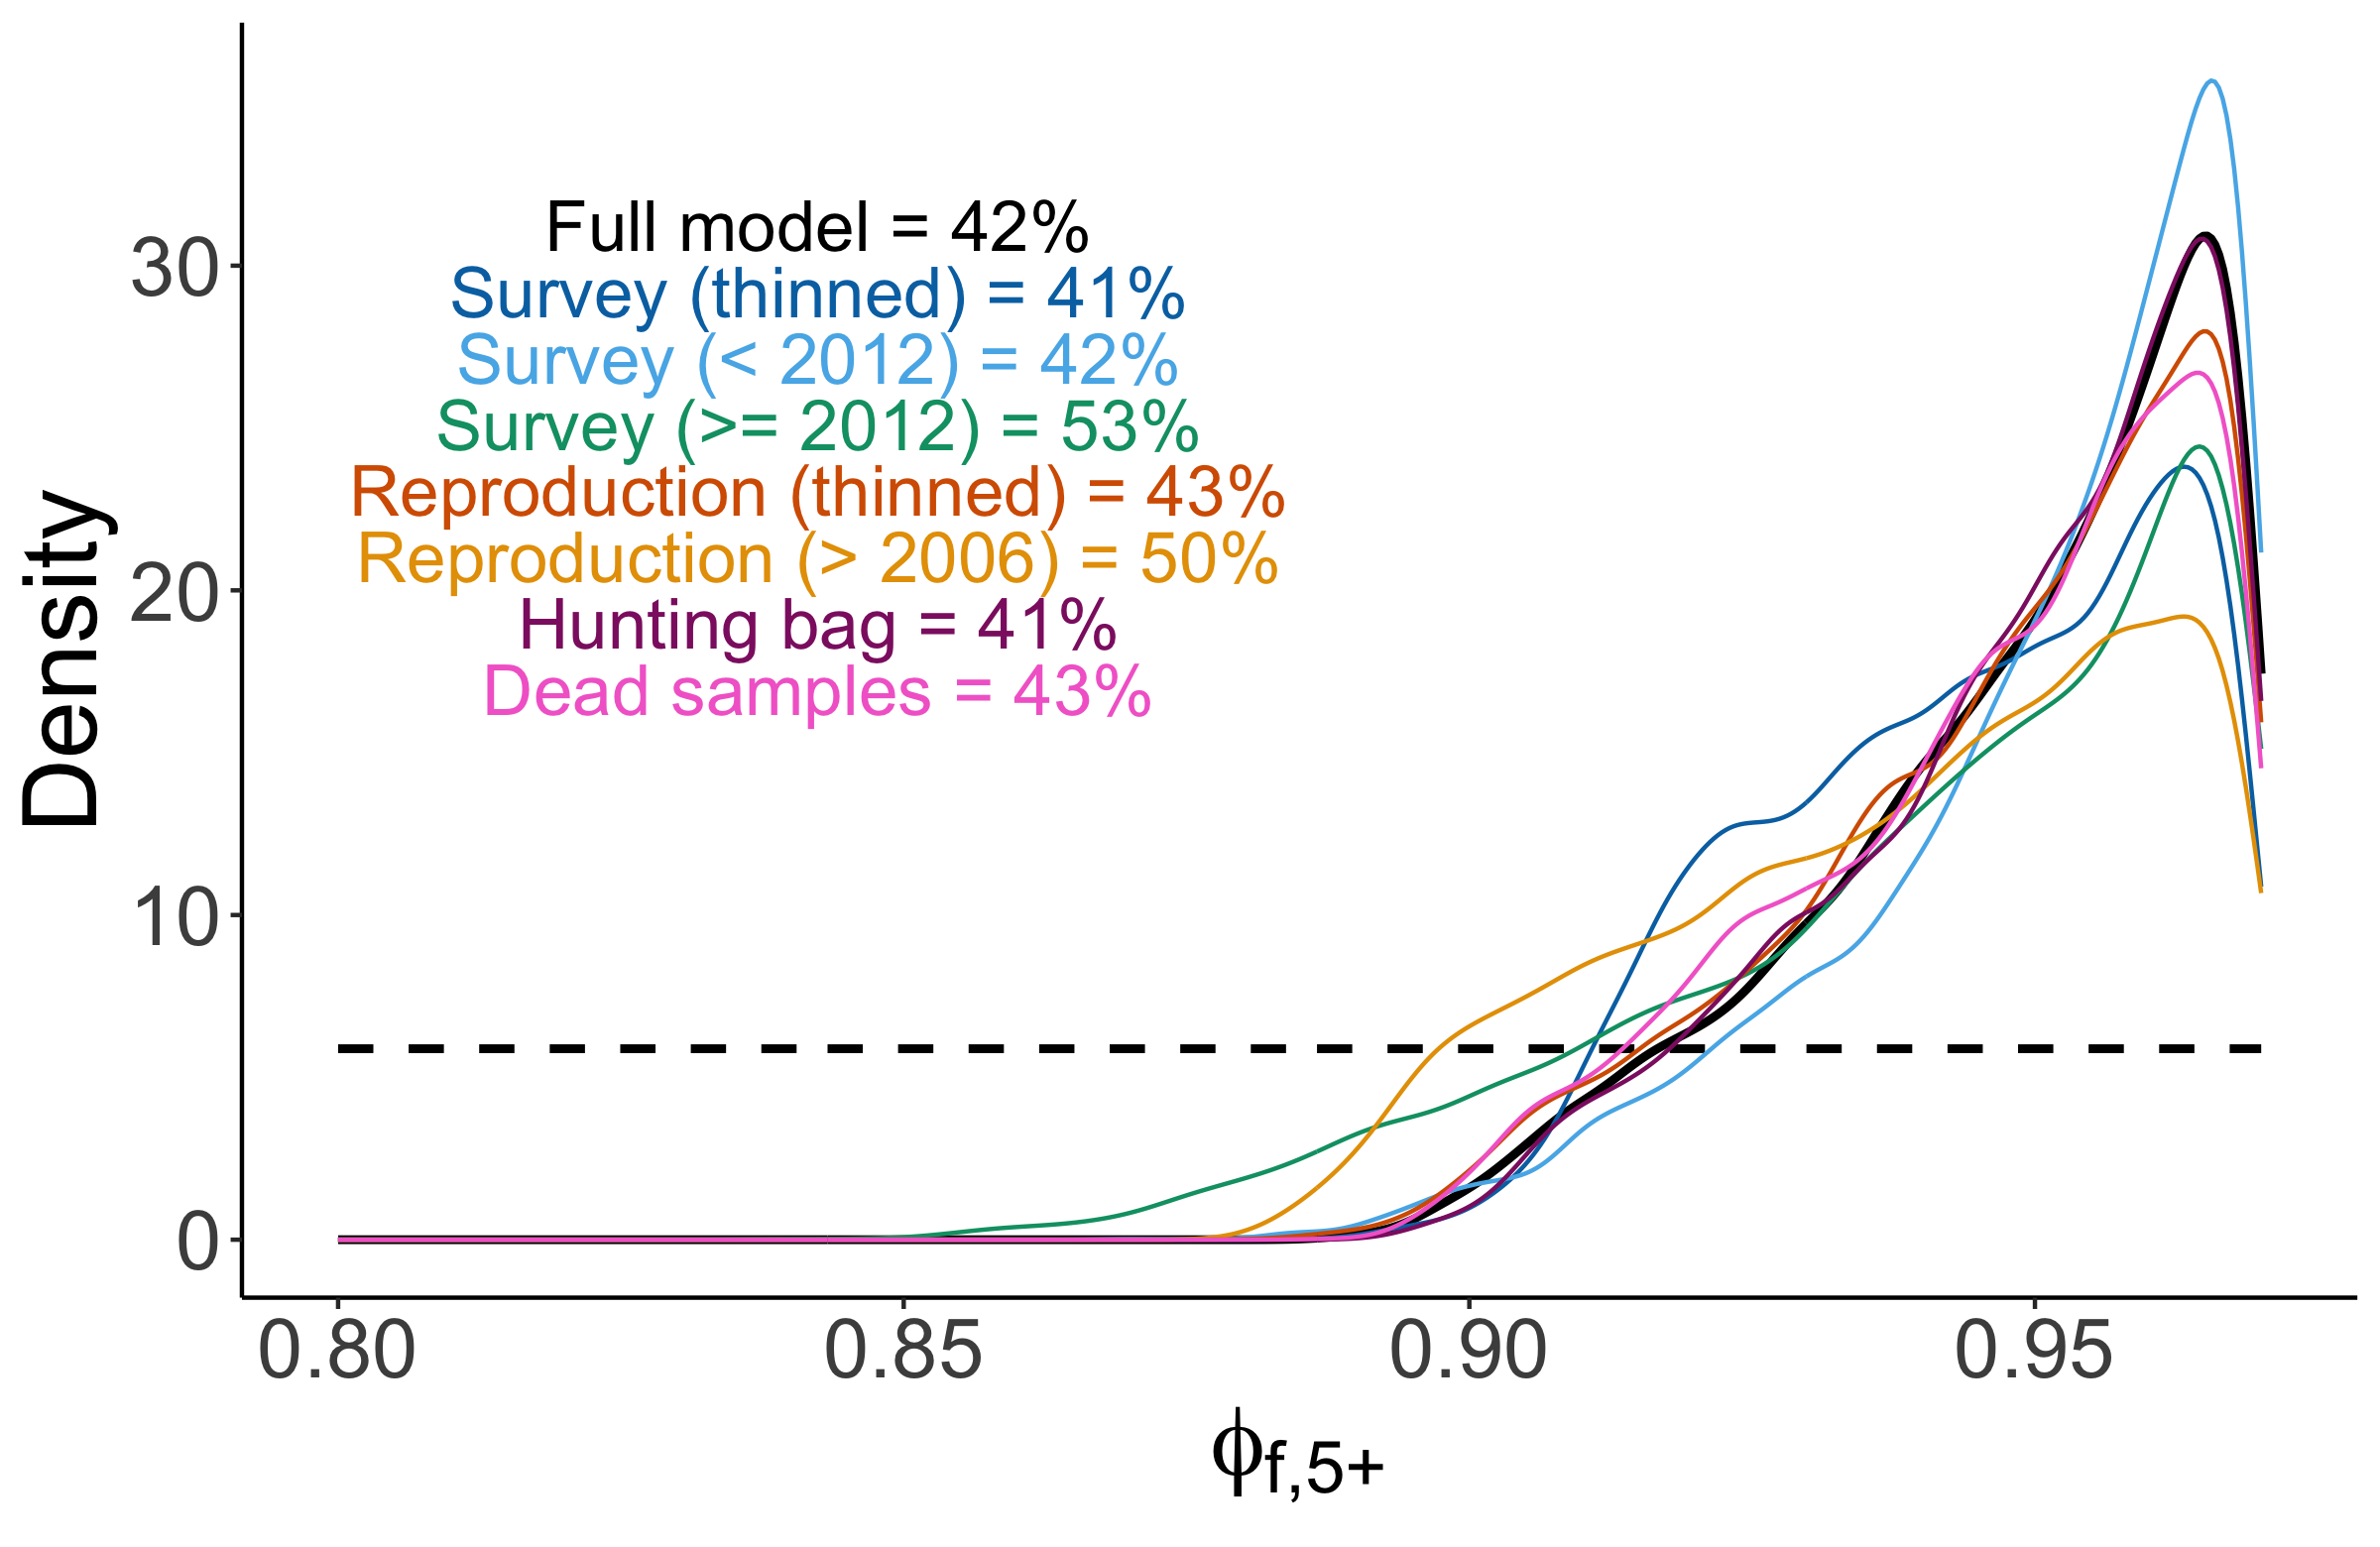 Full model = 42%
Survey (thinned) = 41%
Survey (< 2012) = 42%
Survey (>= 2012) = 53%
Reproduction (thinned) = 43%
Reproduction (> 2006) = 50%
Hunting bag = 41%
Dead samples = 43%
Density
30
20
10
0
0.80 0.85 0.90 0.95
ϕf,5+